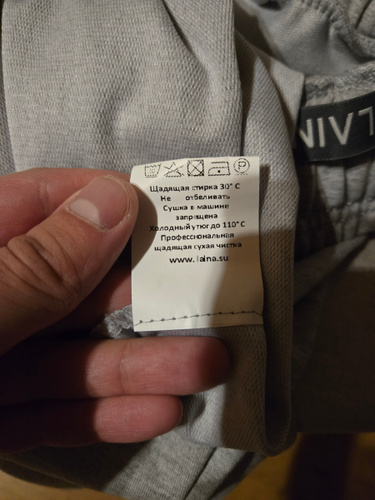 Щадящая стирка 30° С
Не отбеливать
Сушка в машине
запрещена
Холодный утюг до 110°С
Профессиональная
щадящая сухая чистка
www.laina.su